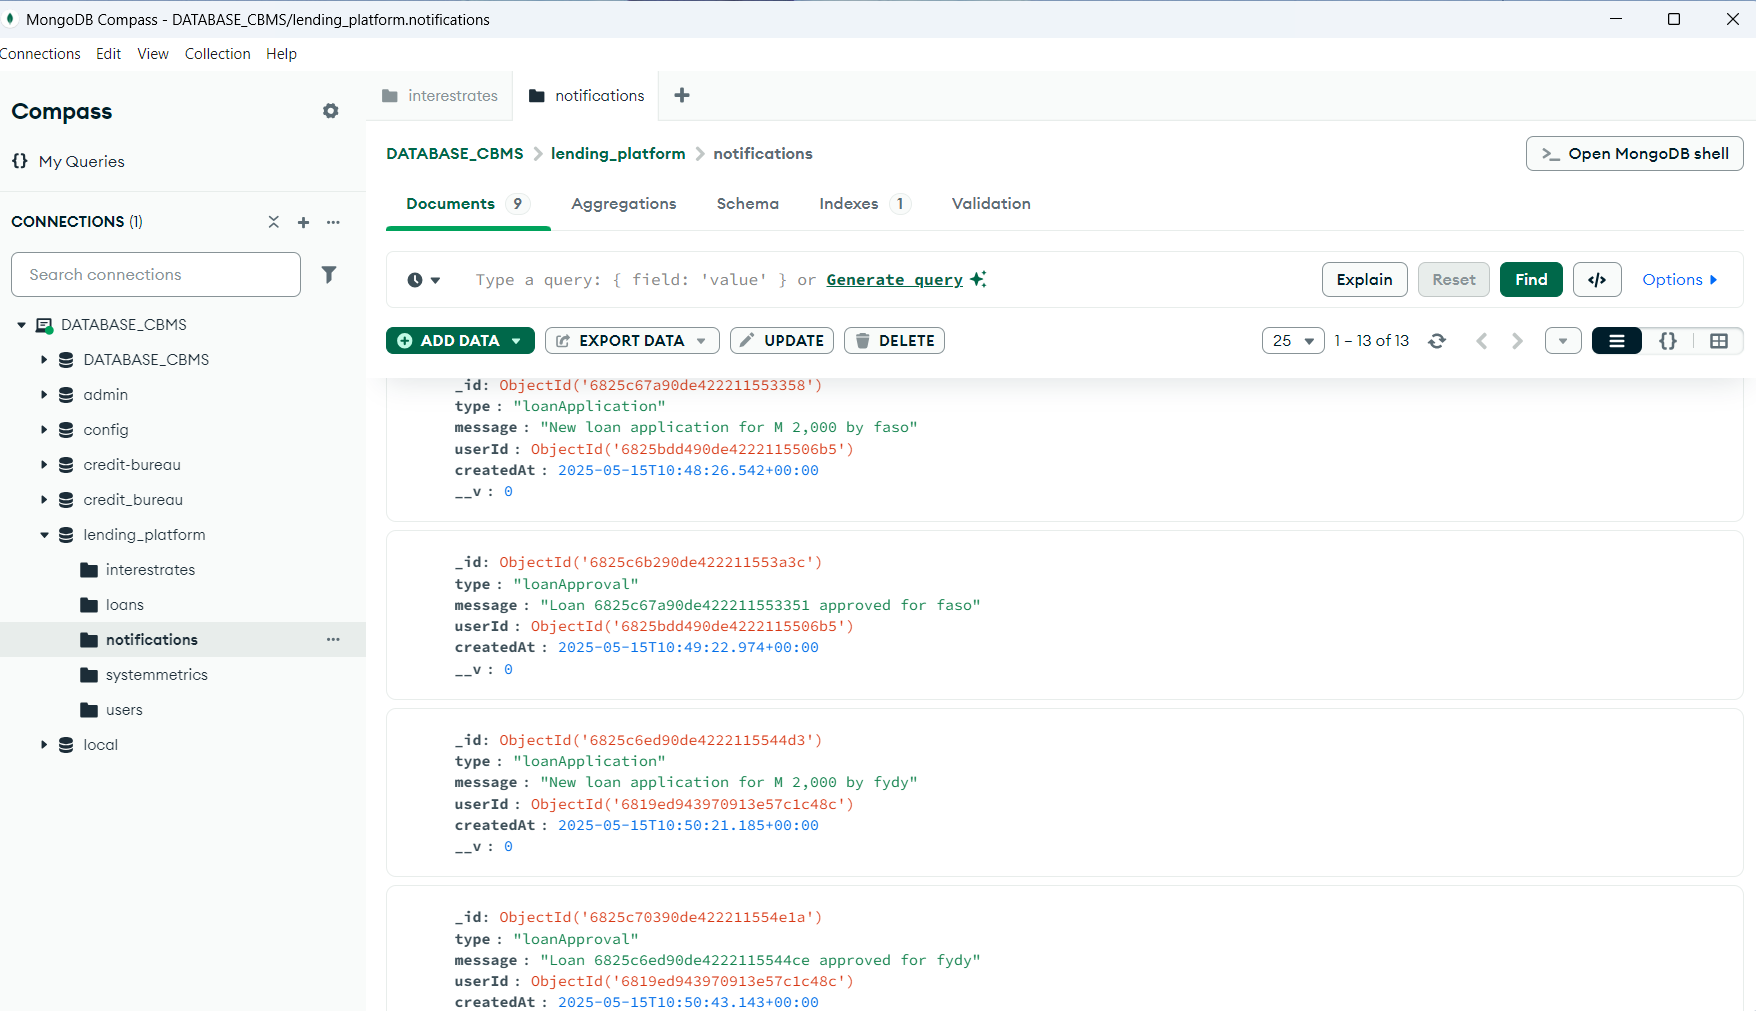 MongoDB Compass - DATABASE_CBMS/lending_platform.notifications
Connections Edit View Collection Help
Compass
{} My Queries
CONNECTIONS (1)
Search connections
DATABASE_CBMS
DATABASE_CBMS
admin
config
credit-bureau
credit_bureau
lending_platform
interestrates
loans
notifications
systemmetrics
users
local
interestrates
notifications
DATABASE_CBMS > lending_platform > notifications
>_ Open MongoDB shell
Documents 9 Aggregations Schema Indexes 1 Validation
Type a query: { field: 'value' } or Generate query
Explain Reset Find </> Options
ADD DATA EXPORT DATA UPDATE DELETE
25 1 – 13 of 13 {}
_id: ObjectId('6825c67a90de422211553358')
type : "loanApplication"
message : "New loan application for M 2,000 by faso"
userId : ObjectId('6825bdd490de4222115506b5')
createdAt : 2025-05-15T10:48:26.542+00:00
__v : 0
_id: ObjectId('6825c6b290de422211553a3c')
type : "loanApproval"
message : "Loan 6825c67a90de422211553351 approved for faso"
userId : ObjectId('6825bdd490de4222115506b5')
createdAt : 2025-05-15T10:49:22.974+00:00
__v : 0
_id: ObjectId('6825c6ed90de4222115544d3')
type : "loanApplication"
message : "New loan application for M 2,000 by fydy"
userId : ObjectId('6819ed943970913e57c1c48c')
createdAt : 2025-05-15T10:50:21.185+00:00
__v : 0
_id: ObjectId('6825c70390de422211554e1a')
type : "loanApproval"
message : "Loan 6825c6ed90de4222115544ce approved for fydy"
userId : ObjectId('6819ed943970913e57c1c48c')
createdAt : 2025-05-15T10:50:43.143+00:00